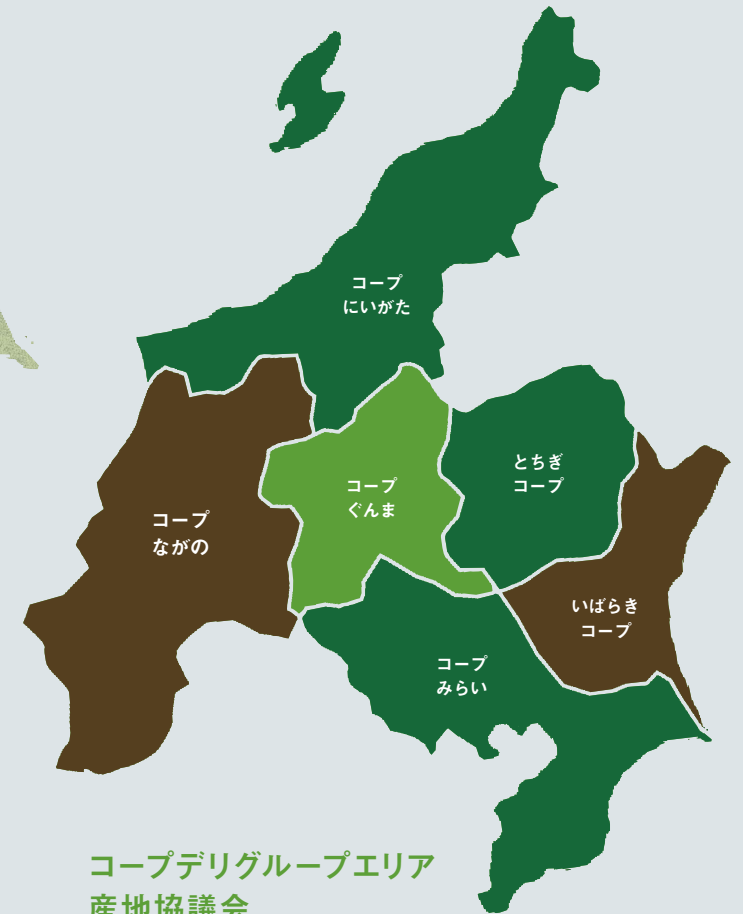 コープ
にいがた
とちぎ
コープ
コープ
ぐんま
コープ
ながの
いばらき
コープ
コープ
みらい
コープデリグループエリア
産地協議会